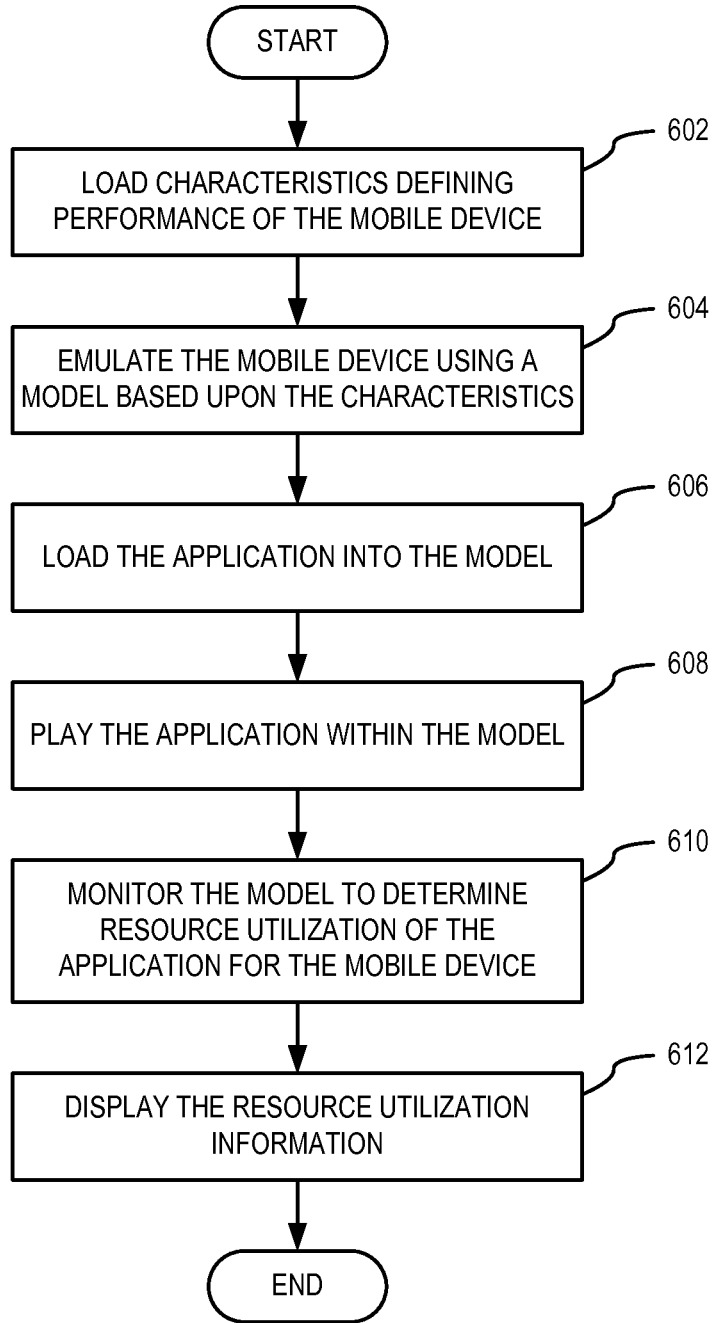 START
602
LOAD CHARACTERISTICS DEFINING
PERFORMANCE OF THE MOBILE DEVICE
604
EMULATE THE MOBILE DEVICE USING A
MODEL BASED UPON THE CHARACTERISTICS
606
LOAD THE APPLICATION INTO THE MODEL
608
PLAY THE APPLICATION WITHIN THE MODEL
610
MONITOR THE MODEL TO DETERMINE
RESOURCE UTILIZATION OF THE
APPLICATION FOR THE MOBILE DEVICE
612
DISPLAY THE RESOURCE UTILIZATION
INFORMATION
END